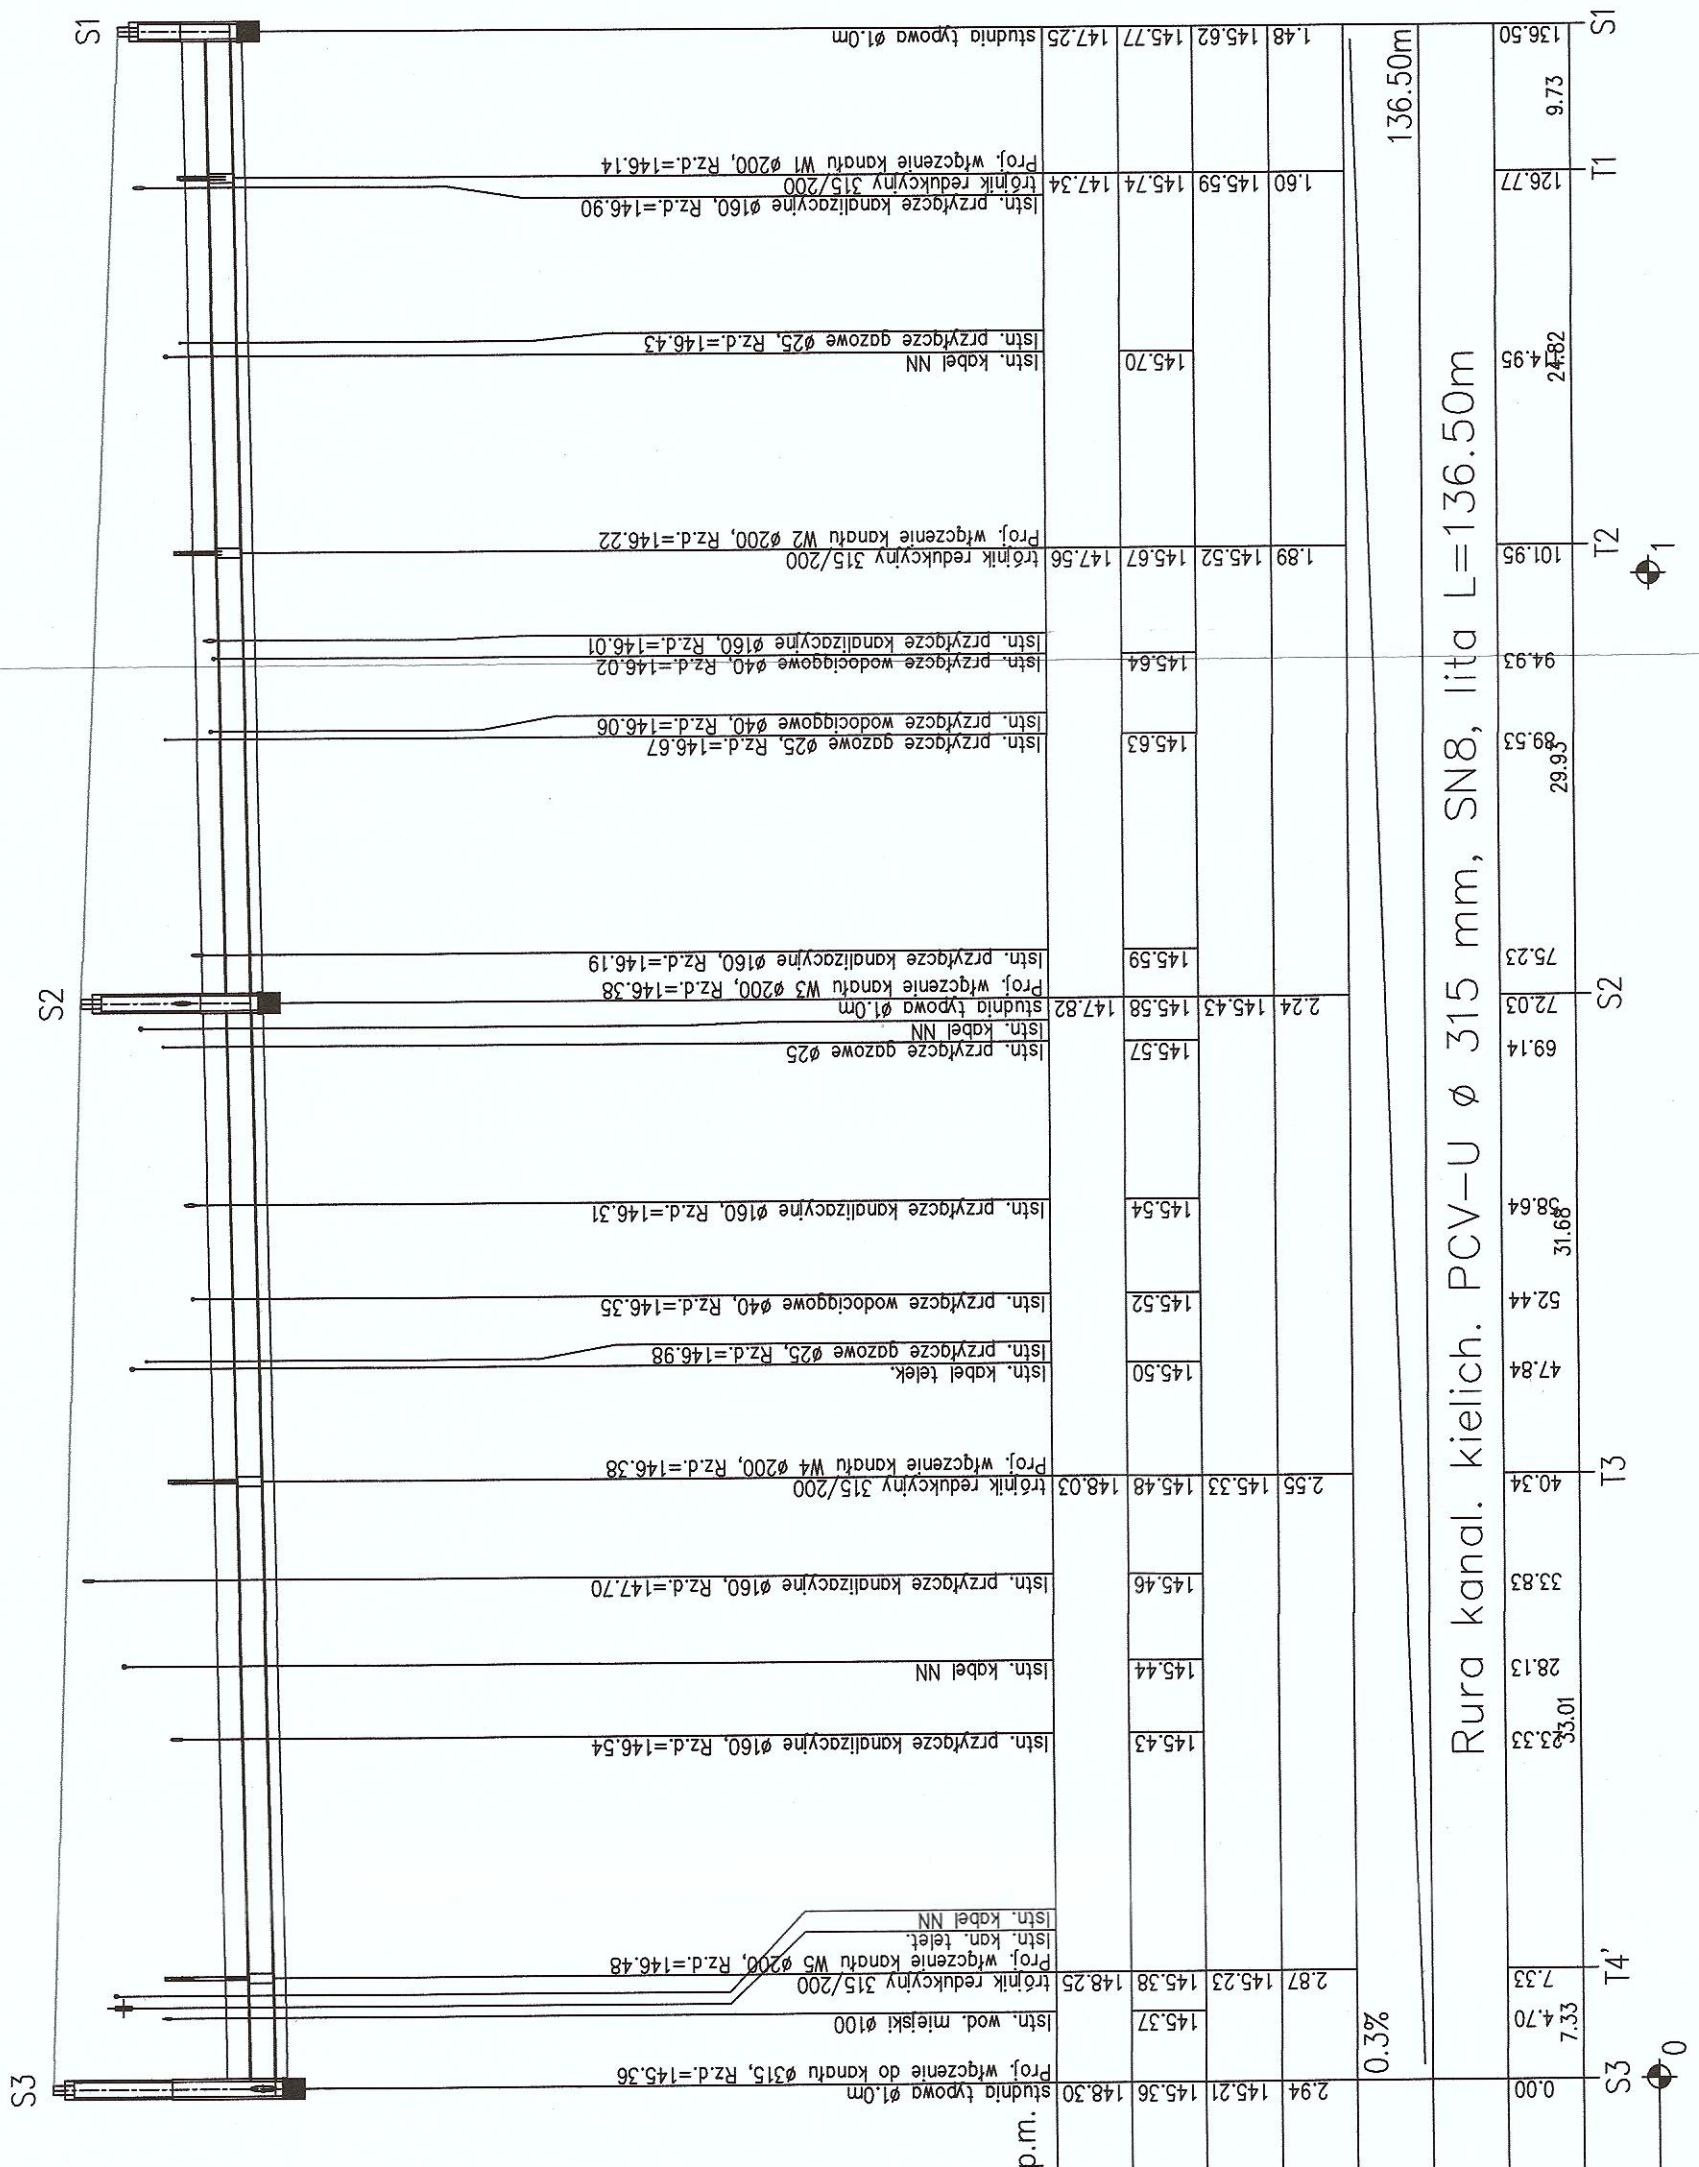 S3
S2
S1
p.m.
studnia typowa ø1.0m
Proj. włączenie do kanału ø315, Rz.d.=145.36
Istn. wod. miejski ø100
trójnik redukcyjny 315/200
Proj. włączenie kanału W5 ø200, Rz.d.=146.48
Istn. kan. telet.
Istn. kabel NN
Istn. przyłącze kanalizacyjne ø160, Rz.d.=146.54
Istn. kabel NN
Istn. przyłącze kanalizacyjne ø160, Rz.d.=147.70
trójnik redukcyjny 315/200
Proj. włączenie kanału W4 ø200, Rz.d.=146.38
Istn. kabel telek.
Istn. przyłącze gazowe ø25, Rz.d.=146.98
Istn. przyłącze wodociągowe ø40, Rz.d.=146.35
Istn. przyłącze kanalizacyjne ø160, Rz.d.=146.31
Istn. przyłącze gazowe ø25
Istn. kabel NN
studnia typowa ø1.0m
Proj. włączenie kanału W3 ø200, Rz.d.=146.38
Istn. przyłącze kanalizacyjne ø160, Rz.d.=146.19
Istn. przyłącze gazowe ø25, Rz.d.=146.67
Istn. przyłącze wodociągowe ø40, Rz.d.=146.06
Istn. przyłącze wodociągowe ø40, Rz.d.=146.02
Istn. przyłącze kanalizacyjne ø160, Rz.d.=146.01
trójnik redukcyjny 315/200
Proj. włączenie kanału W2 ø200, Rz.d.=146.22
Istn. kabel NN
Istn. przyłącze gazowe ø25, Rz.d.=146.43
Istn. przyłącze kanalizacyjne ø160, Rz.d.=146.90
trójnik redukcyjny 315/200
Proj. włączenie kanału W1 ø200, Rz.d.=146.14
studnia typowa ø1.0m
148.30 148.25 148.03 147.82 147.56 147.34 147.25
145.36 145.37 145.38 145.43 145.44 145.46 145.48 145.50 145.52 145.54 145.57 145.58 145.59 145.63 145.64 145.67 145.70 145.74 145.77
145.21 145.23 145.33 145.43 145.52 145.59 145.62
2.94 2.87 2.55 2.24 1.89 1.60 1.48
0.3% 136.50m
Rura kanal. kielich. PCV-U ø 315 mm, SN8, lita L=136.50m
0.00 4.70 7.33 23.33 28.13 33.83 40.34 47.84 52.44 58.64 69.14 72.03 75.23 89.53 94.93 101.95 114.95 126.77 136.50
7.33 33.01 31.68 29.93 24.82 9.73
S3 T4' T3 S2 T2 T1 S1
0 1